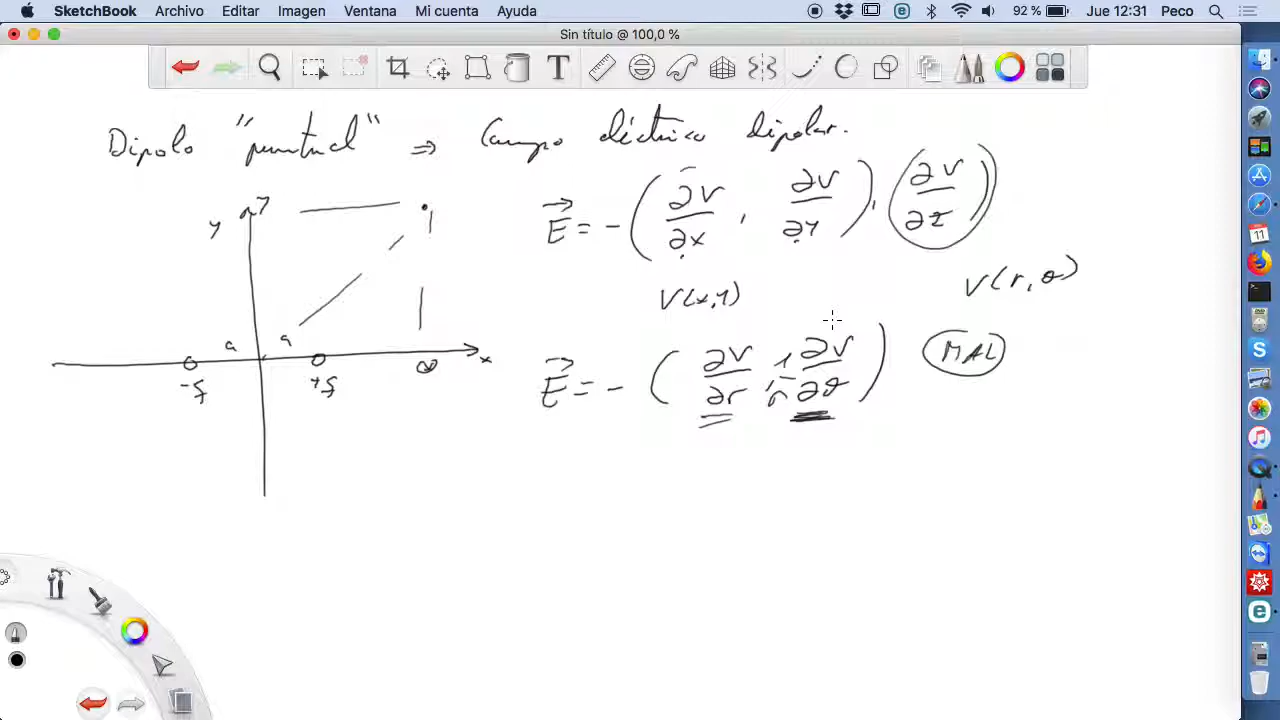 SketchBook Archivo Editar Imagen Ventana Mi cuenta Ayuda 92 % Jue 12:31 Peco
Sin título @ 100,0 %
Dipolo "puntual" ⇒ Campo eléctrico dipolar.
E⃗ = - (∂V/∂x, ∂V/∂y), (∂V/∂z)
V(x,y)
V(r,θ)
E⃗ = - (∂V/∂r, 1/r ∂V/∂θ) MAL
y
a a
-q +q x
11